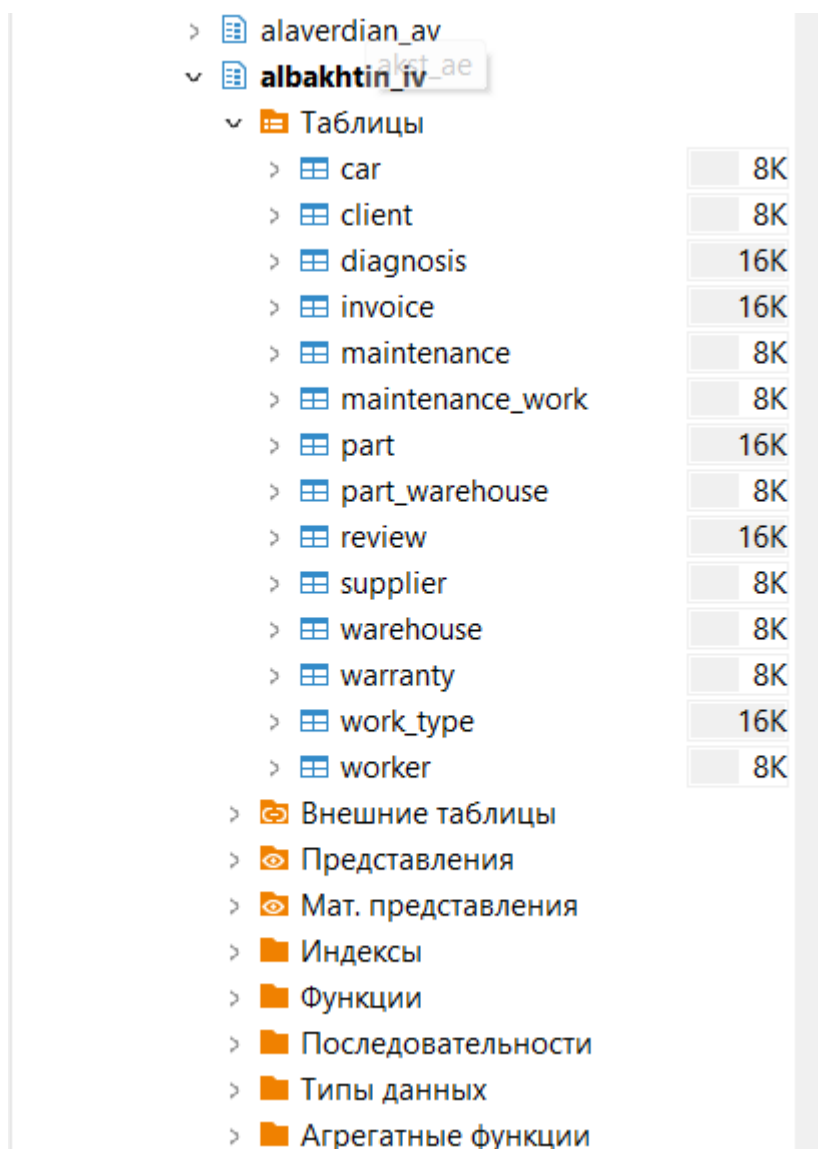 alaverdian_av
albakhtin_iv
akst_ae
Таблицы
car 8K
client 8K
diagnosis 16K
invoice 16K
maintenance 8K
maintenance_work 8K
part 16K
part_warehouse 8K
review 16K
supplier 8K
warehouse 8K
warranty 8K
work_type 16K
worker 8K
Внешние таблицы
Представления
Мат. представления
Индексы
Функции
Последовательности
Типы данных
Агрегатные функции